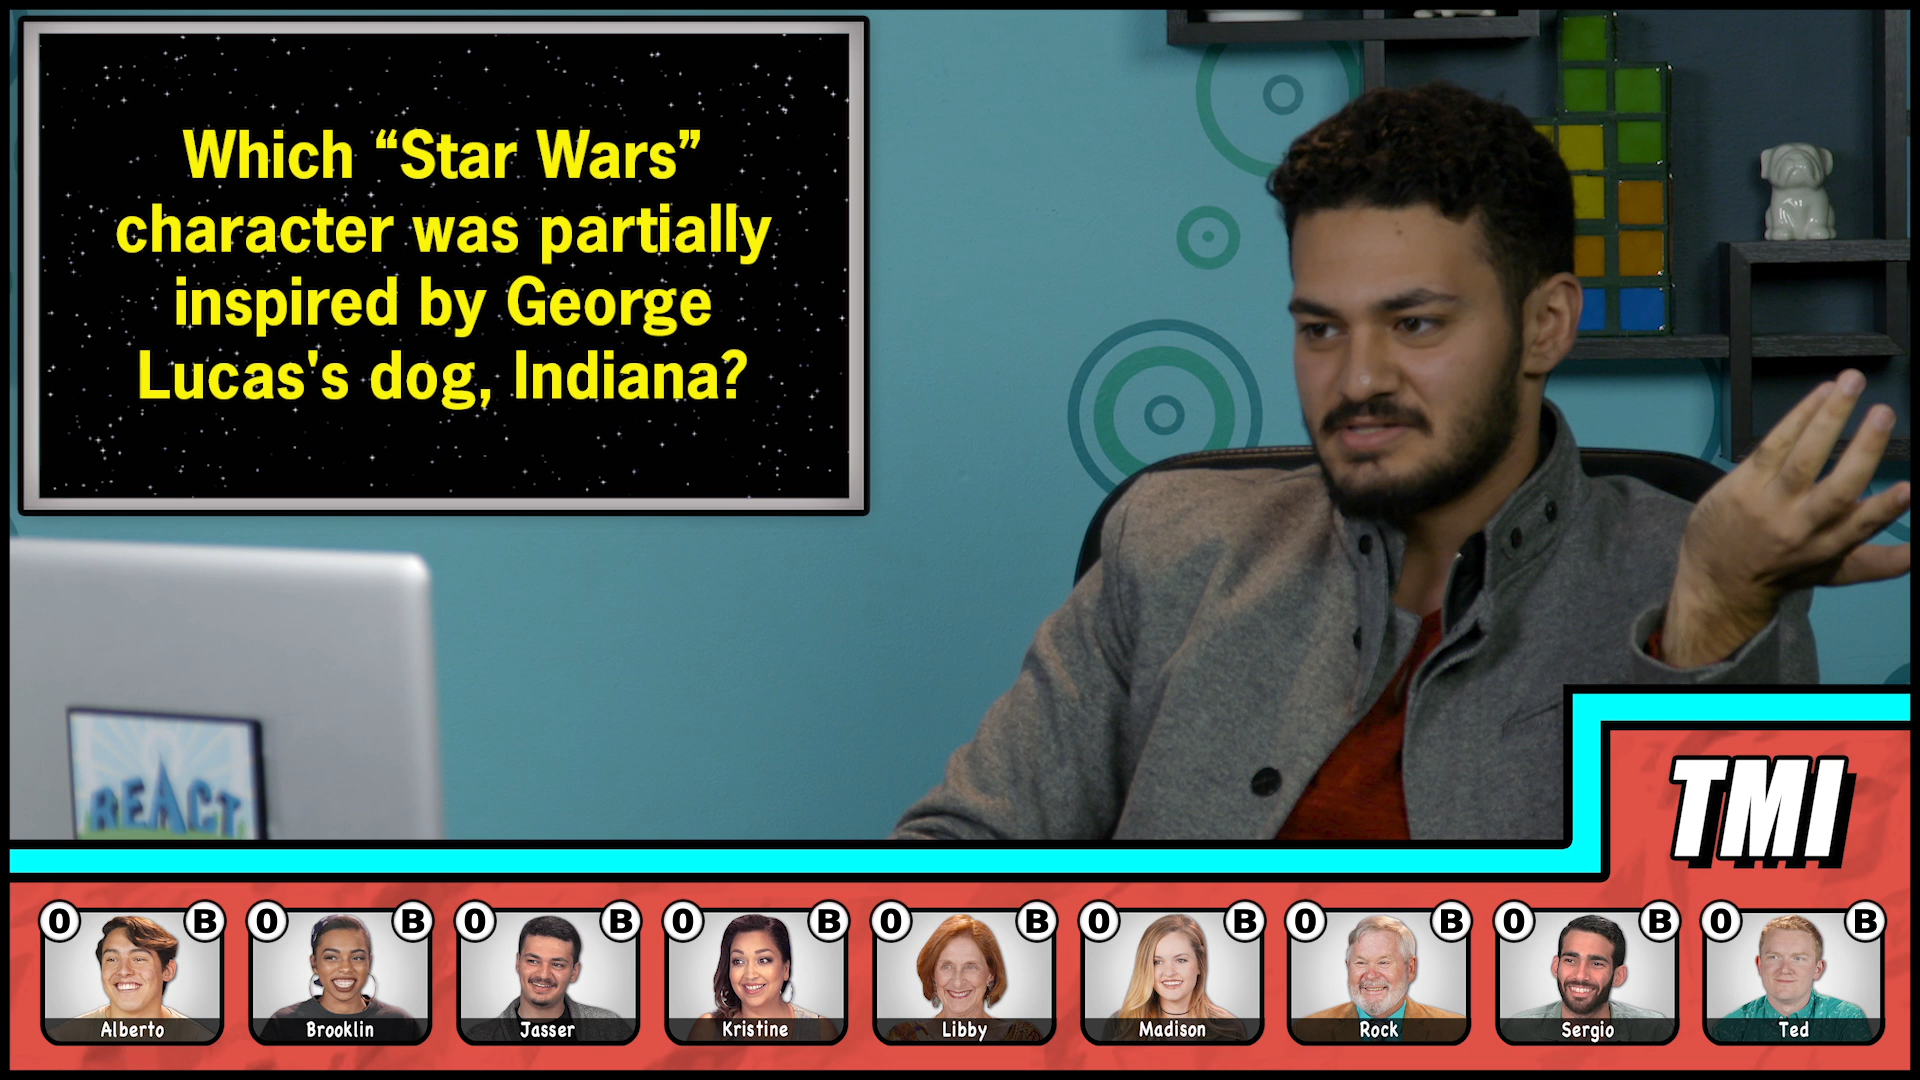 Which “Star Wars”
character was partially
inspired by George
Lucas's dog, Indiana?
REACT
TMI
0 B 0 B 0 B 0 B 0 B 0 B 0 B 0 B 0 B
Alberto Brooklin Jasser Kristine Libby Madison Rock Sergio Ted